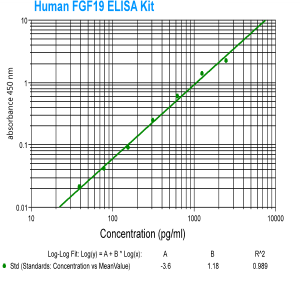 Human FGF19 ELISA Kit
absorbance 450 nm
10
1
0.1
0.01
10 100 1000 10000
Concentration (pg/ml)
Log-Log Fit: Log(y) = A + B * Log(x): A B R^2
Std (Standards: Concentration vs MeanValue) -3.6 1.18 0.989